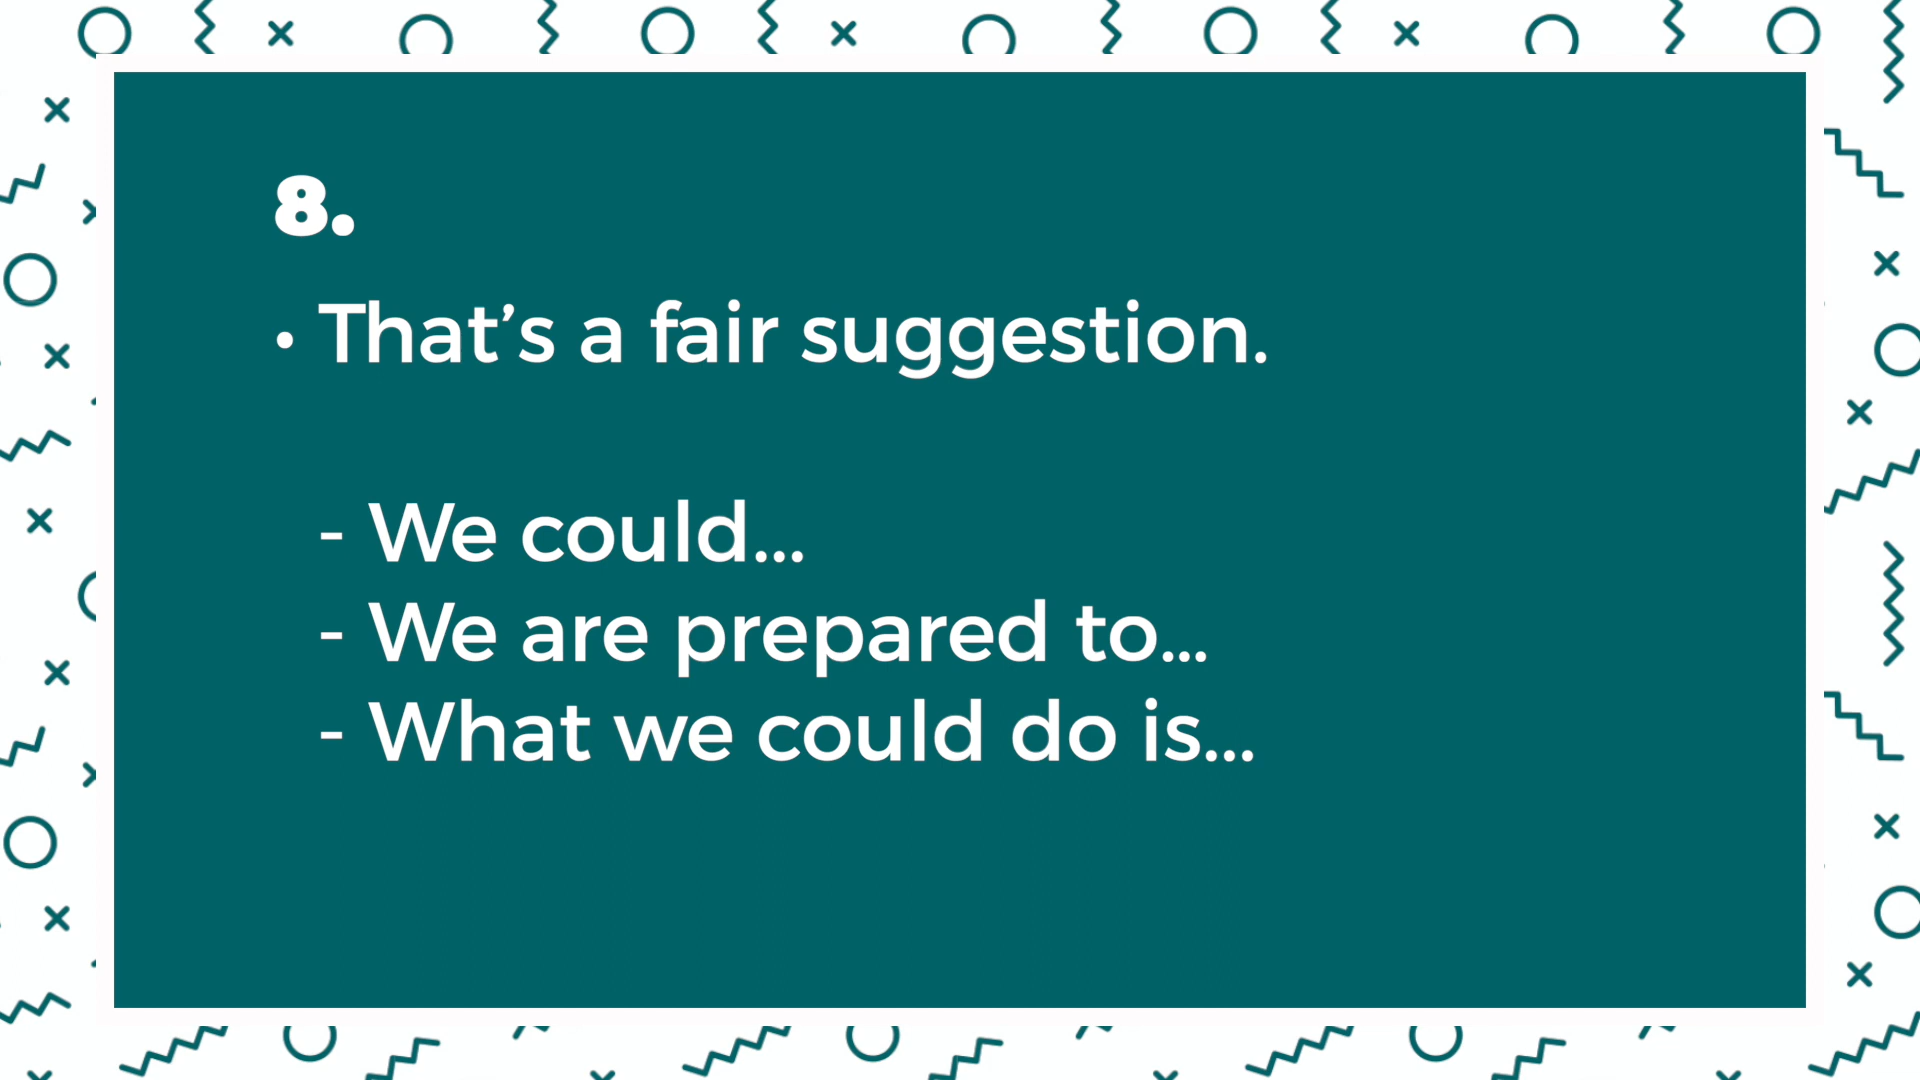 8.
• That’s a fair suggestion.
- We could...
- We are prepared to...
- What we could do is...